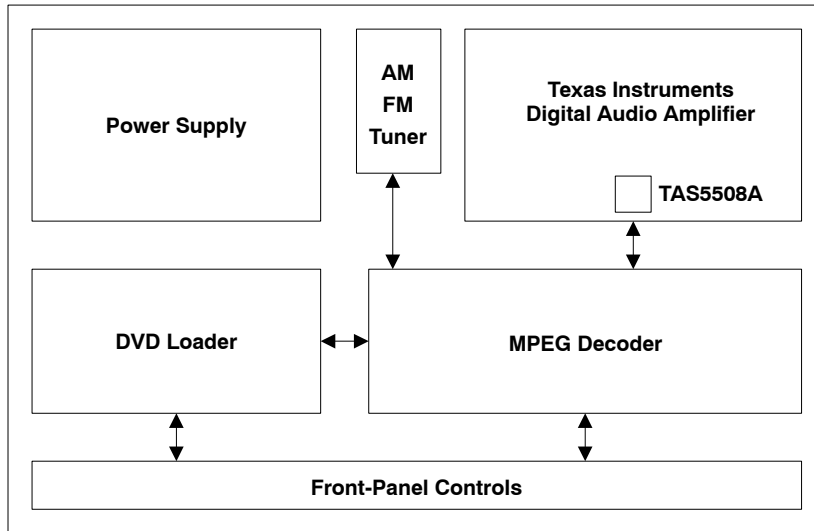 Power Supply
AM
FM
Tuner
Texas Instruments
Digital Audio Amplifier
TAS5508A
DVD Loader
MPEG Decoder
Front-Panel Controls